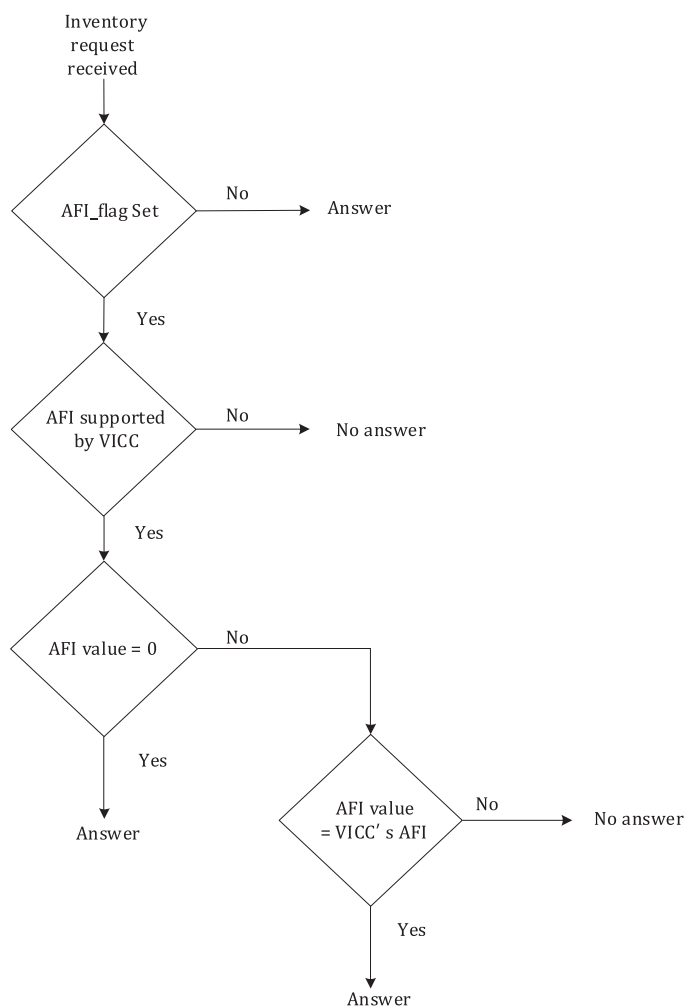 Inventory
request
received
AFI_flag Set
No
Answer
Yes
AFI supported
by VICC
No
No answer
Yes
AFI value = 0
No
Yes
Answer
AFI value
= VICC′ s AFI
No
No answer
Yes
Answer